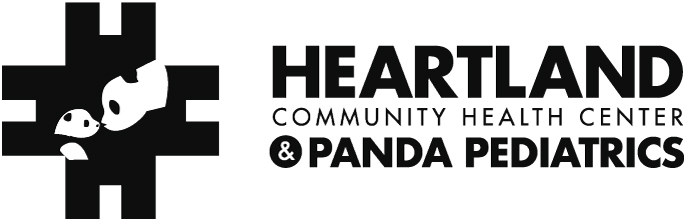 HEARTLAND
COMMUNITY HEALTH CENTER
& PANDA PEDIATRICS